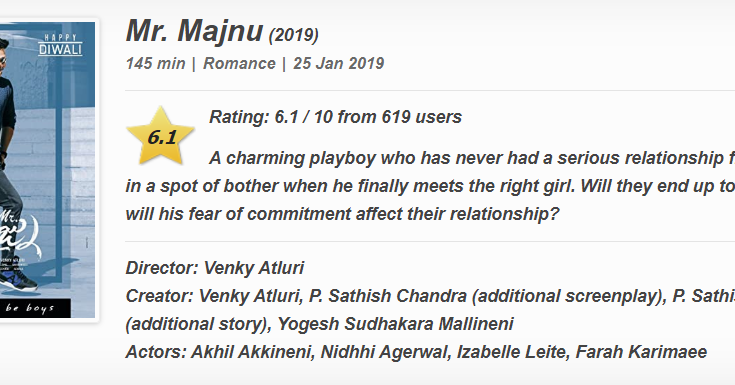 Mr. Majnu (2019)
145 min | Romance | 25 Jan 2019
HAPPY
DIWALI
Rating: 6.1 / 10 from 619 users
6.1
A charming playboy who has never had a serious relationship f
in a spot of bother when he finally meets the right girl. Will they end up to
will his fear of commitment affect their relationship?
Mr.
Director: Venky Atluri
Creator: Venky Atluri, P. Sathish Chandra (additional screenplay), P. Sathis
(additional story), Yogesh Sudhakara Mallineni
be boys
Actors: Akhil Akkineni, Nidhhi Agerwal, Izabelle Leite, Farah Karimaee